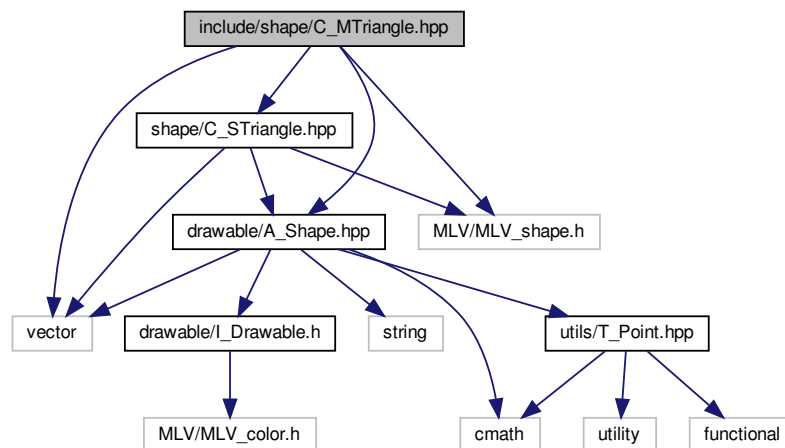 include/shape/C_MTriangle.hpp
shape/C_STriangle.hpp
drawable/A_Shape.hpp
MLV/MLV_shape.h
vector
drawable/I_Drawable.h
string
utils/T_Point.hpp
MLV/MLV_color.h
cmath
utility
functional